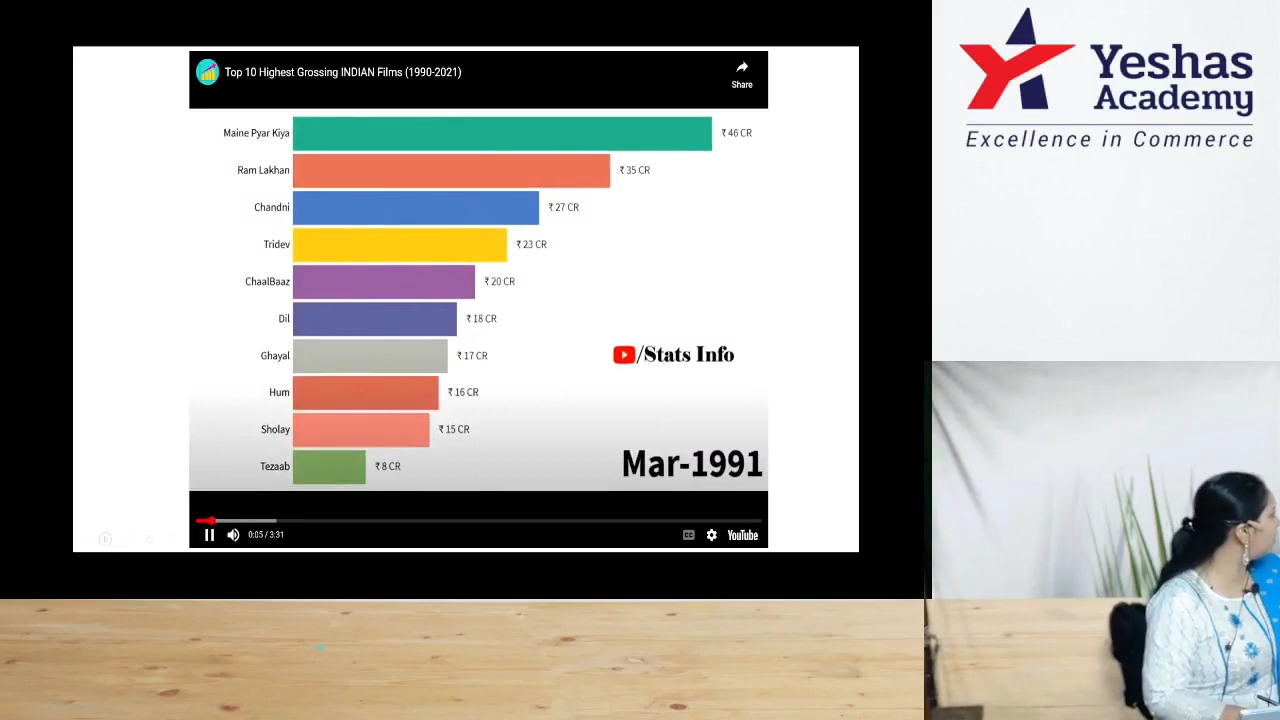 Top 10 Highest Grossing INDIAN Films (1990-2021)
Share
Maine Pyar Kiya ₹ 46 CR
Ram Lakhan ₹ 35 CR
Chandni ₹ 27 CR
Tridev ₹ 23 CR
ChaalBaaz ₹ 20 CR
Dil ₹ 18 CR
Ghayal ₹ 17 CR
Hum ₹ 16 CR
Sholay ₹ 15 CR
Tezaab ₹ 8 CR
/Stats Info
Mar-1991
0:05 / 3:31
CC
YouTube
Yeshas
Academy
Excellence in Commerce